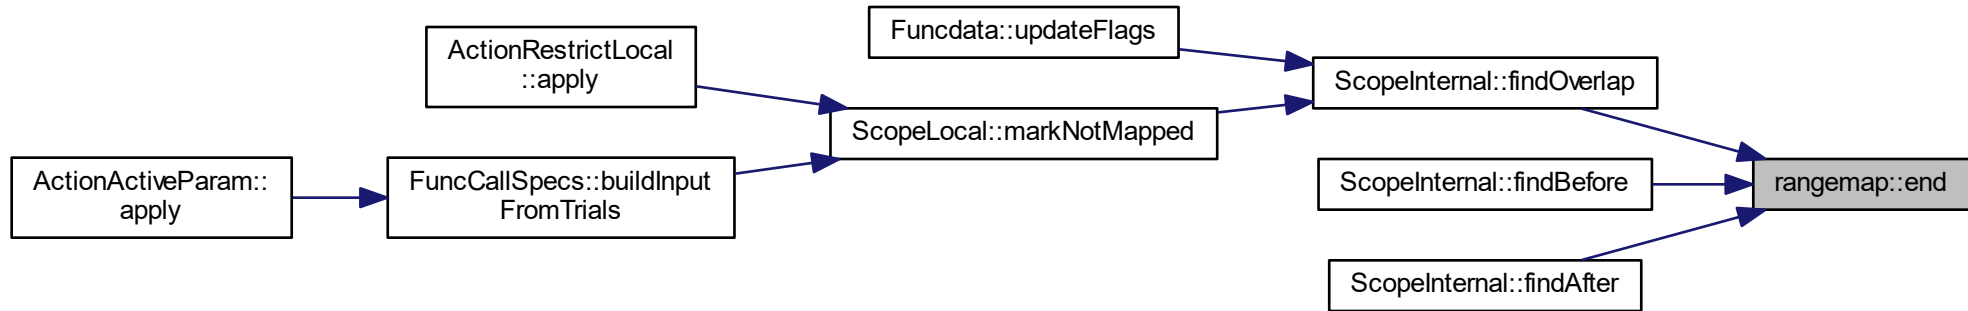 Funcdata::updateFlags
ActionRestrictLocal
::apply
ScopeInternal::findOverlap
ScopeLocal::markNotMapped
ActionActiveParam::
apply
FuncCallSpecs::buildInput
FromTrials
ScopeInternal::findBefore
rangemap::end
ScopeInternal::findAfter